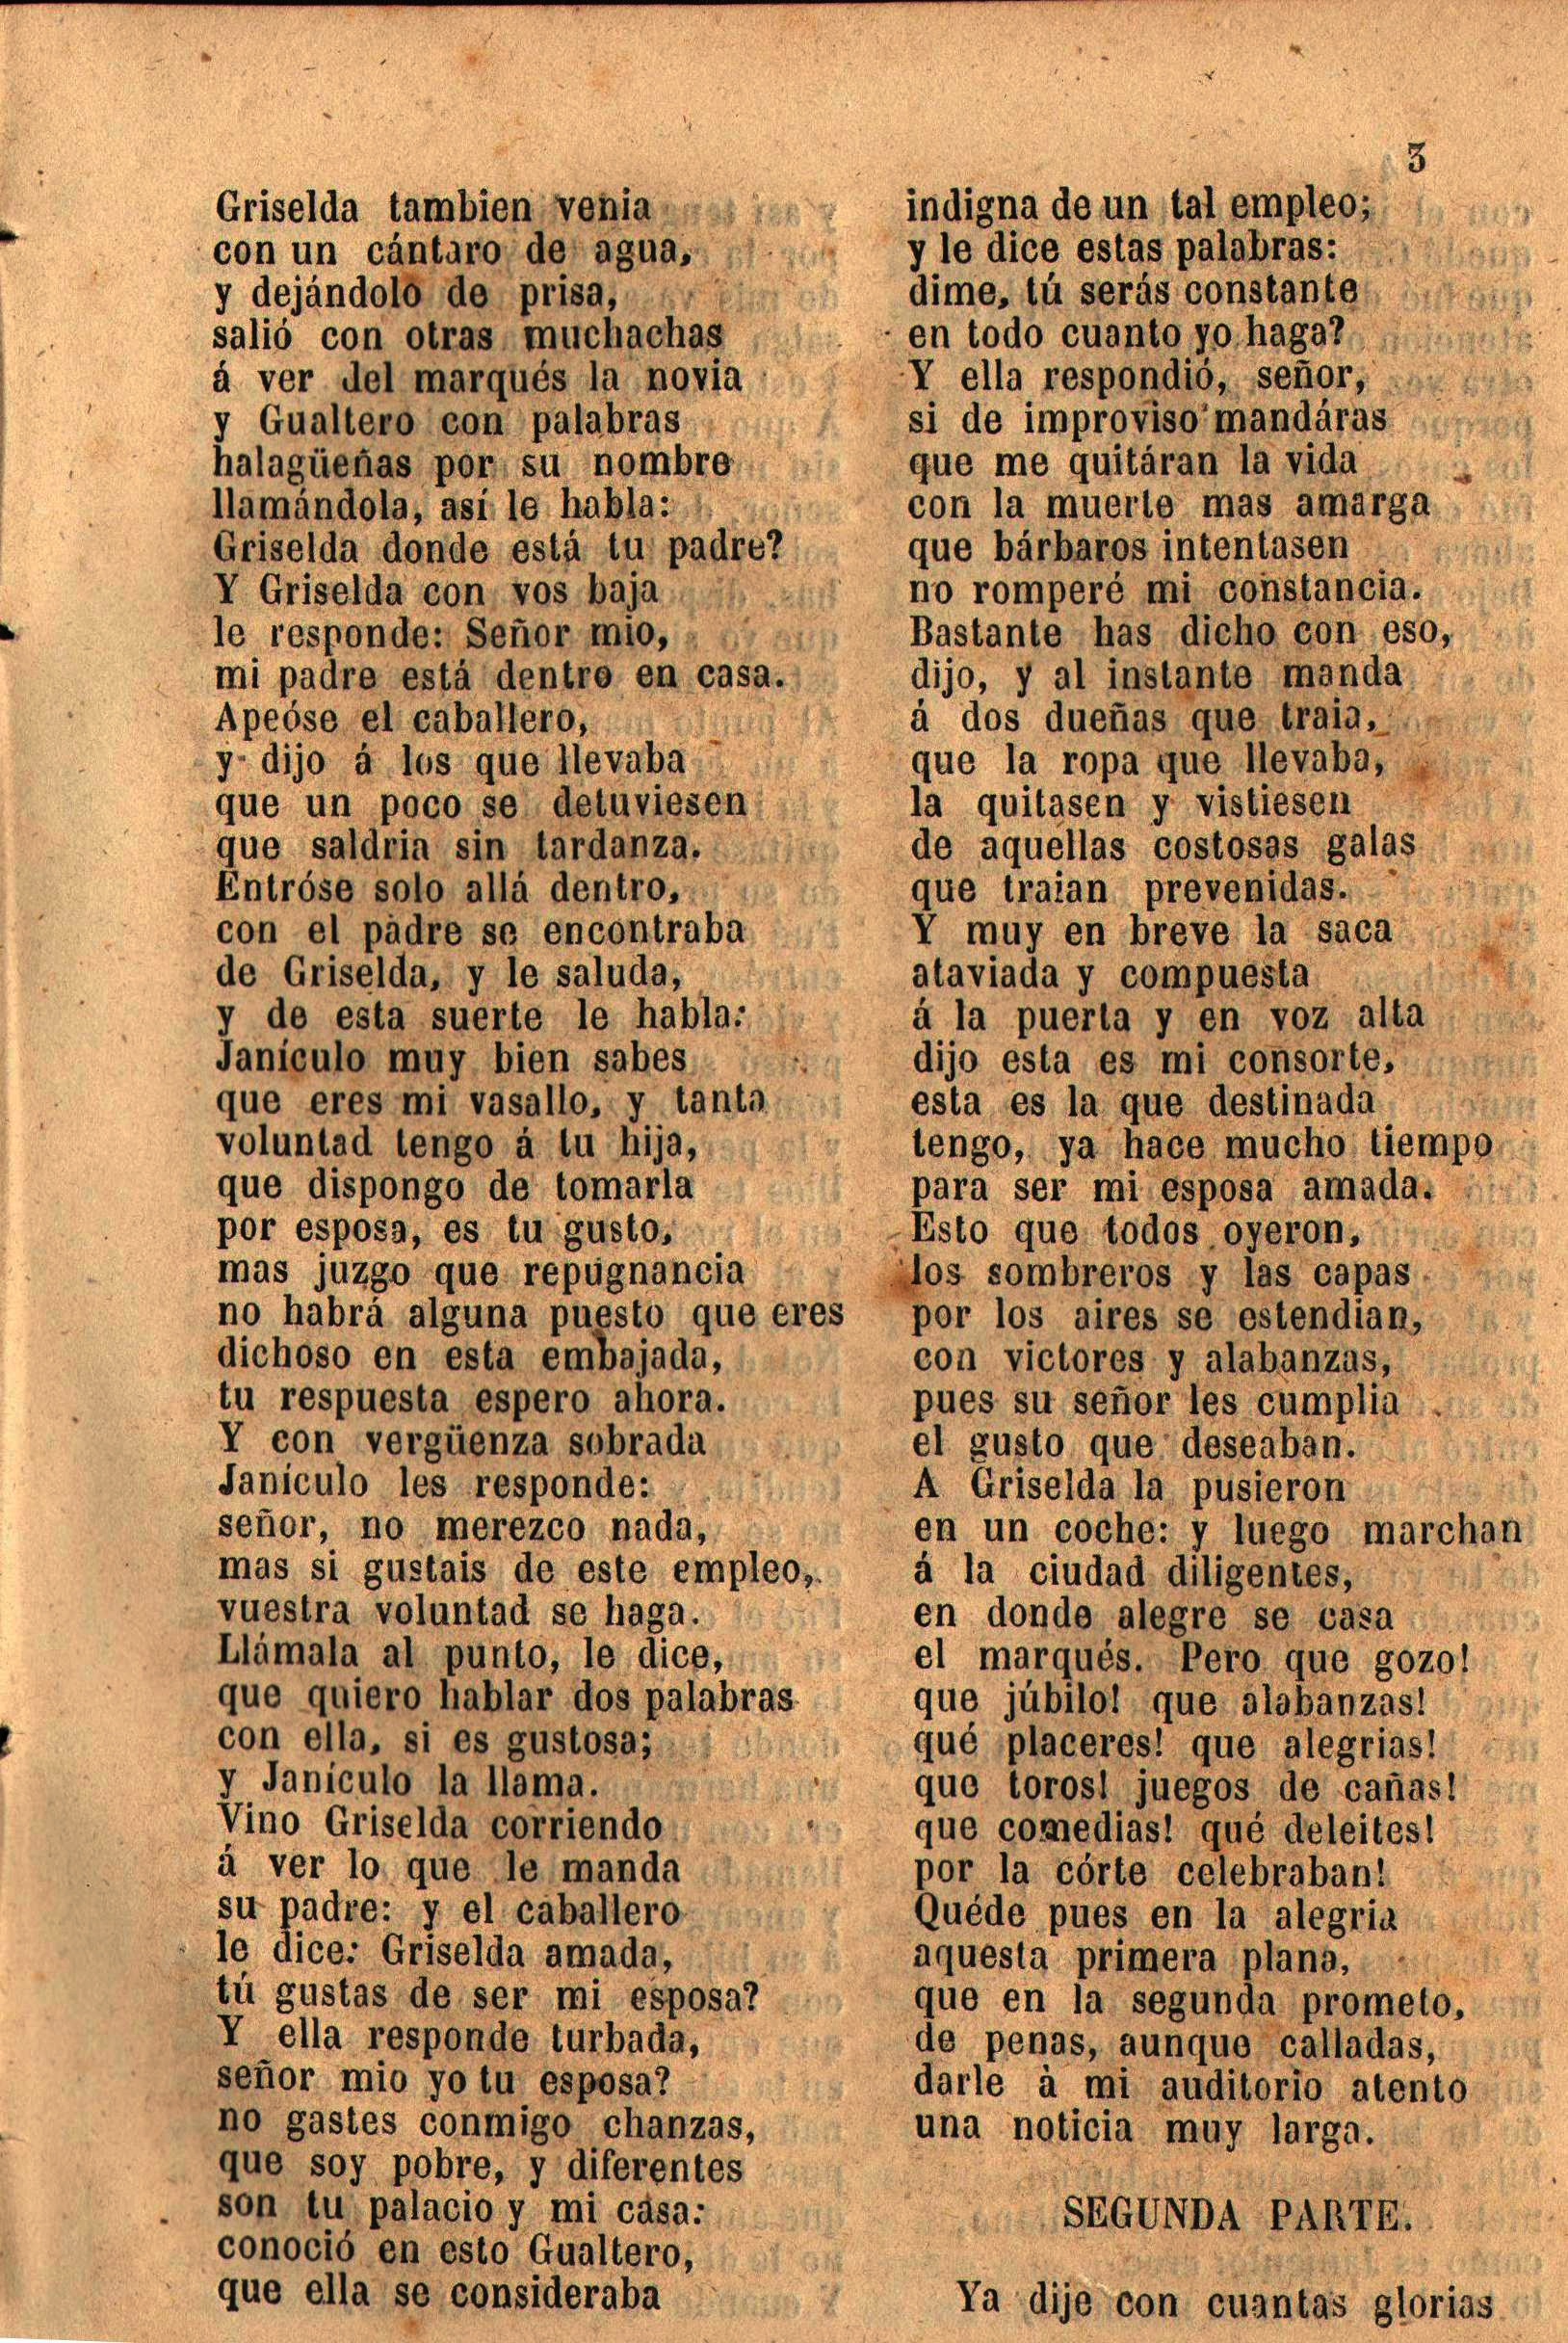 3
Griselda tambien venia
con un cántaro de agua,
y dejándolo de prisa,
salió con otras muchachas
á ver del marqués la novia
y Gualtero con palabras
halagüeñas por su nombre
llamándola, así le habla:
Griselda donde está tu padre?
Y Griselda con vos baja
le responde: Señor mio,
mi padre está dentro en casa.
Apeóse el caballero,
y dijo á los que llevaba
que un poco se detuviesen
que saldria sin tardanza.
Entróse solo allá dentro,
con el padre se encontraba
de Griselda, y le saluda,
y de esta suerte le habla:
Janículo muy bien sabes
que eres mi vasallo, y tanta
voluntad tengo á tu hija,
que dispongo de tomarla
por esposa, es tu gusto,
mas juzgo que repugnancia
no habrá alguna puesto que eres
dichoso en esta embajada,
tu respuesta espero ahora.
Y con vergüenza sobrada
Janículo les responde:
señor, no merezco nada,
mas si gustais de este empleo,
vuestra voluntad se haga.
Llámala al punto, le dice,
que quiero hablar dos palabras
con ella, si es gustosa;
y Janículo la llama.
Vino Griselda corriendo
á ver lo que le manda
su padre: y el caballero
le dice: Griselda amada,
tú gustas de ser mi esposa?
Y ella responde turbada,
señor mio yo tu esposa?
no gastes conmigo chanzas,
que soy pobre, y diferentes
son tu palacio y mi casa:
conoció en esto Gualtero,
que ella se consideraba
indigna de un tal empleo;
y le dice estas palabras:
dime, tú serás constante
en todo cuanto yo haga?
Y ella respondió, señor,
si de improviso mandáras
que me quitáran la vida
con la muerte mas amarga
que bárbaros intentasen
no romperé mi constancia.
Bastante has dicho con eso,
dijo, y al instante manda
á dos dueñas que traia,
que la ropa que llevaba,
la quitasen y vistiesen
de aquellas costosas galas
que traian prevenidas.
Y muy en breve la saca
ataviada y compuesta
á la puerta y en voz alta
dijo esta es mi consorte,
esta es la que destinada
tengo, ya hace mucho tiempo
para ser mi esposa amada.
Esto que todos oyeron,
los sombreros y las capas
por los aires se estendian,
con victores y alabanzas,
pues su señor les cumplia
el gusto que deseaban.
A Griselda la pusieron
en un coche: y luego marchan
á la ciudad diligentes,
en donde alegre se casa
el marqués. Pero que gozo!
que júbilo! que alabanzas!
qué placeres! que alegrias!
que toros! juegos de cañas!
que comedias! qué deleites!
por la córte celebraban!
Quéde pues en la alegria
aquesta primera plana,
que en la segunda prometo,
de penas, aunque calladas,
darle à mi auditorio atento
una noticia muy larga.
SEGUNDA PARTE.
Ya dije con cuantas glorias